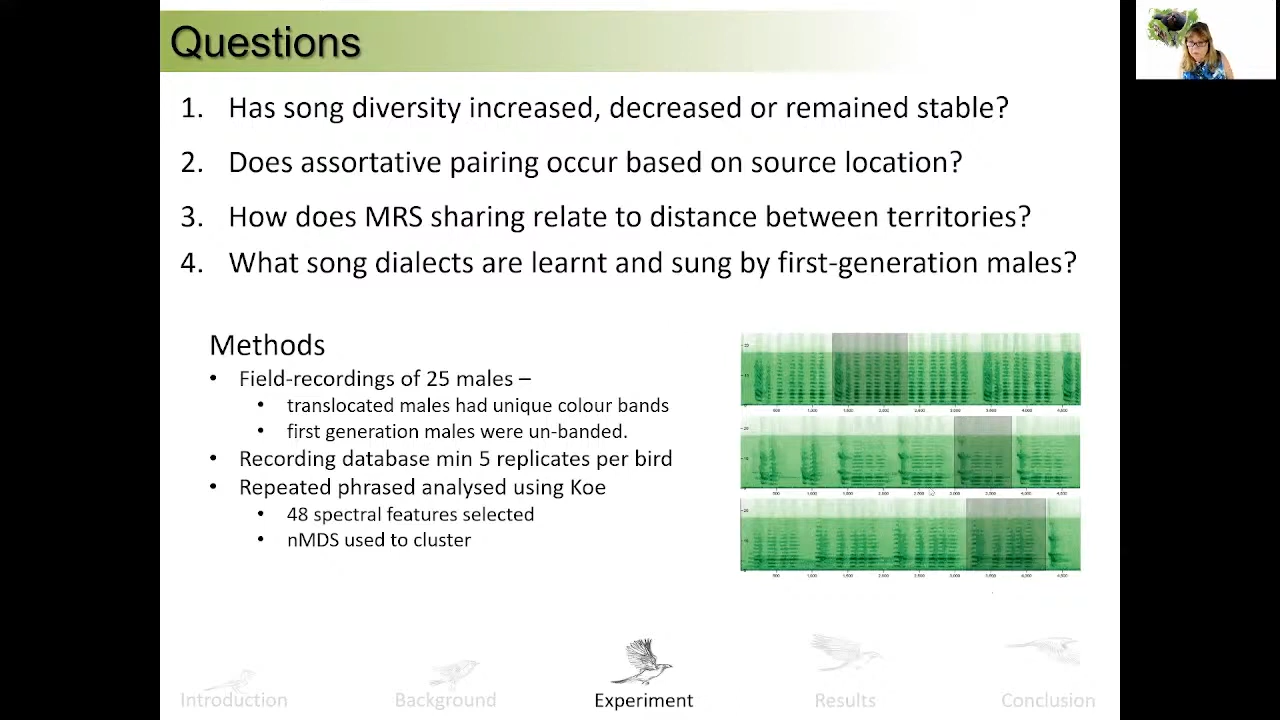 Questions
1. Has song diversity increased, decreased or remained stable?
2. Does assortative pairing occur based on source location?
3. How does MRS sharing relate to distance between territories?
4. What song dialects are learnt and sung by first-generation males?
Methods
• Field-recordings of 25 males –
• translocated males had unique colour bands
• first generation males were un-banded.
• Recording database min 5 replicates per bird
• Repeated phrased analysed using Koe
• 48 spectral features selected
• nMDS used to cluster
Introduction
Background
Experiment
Results
Conclusion